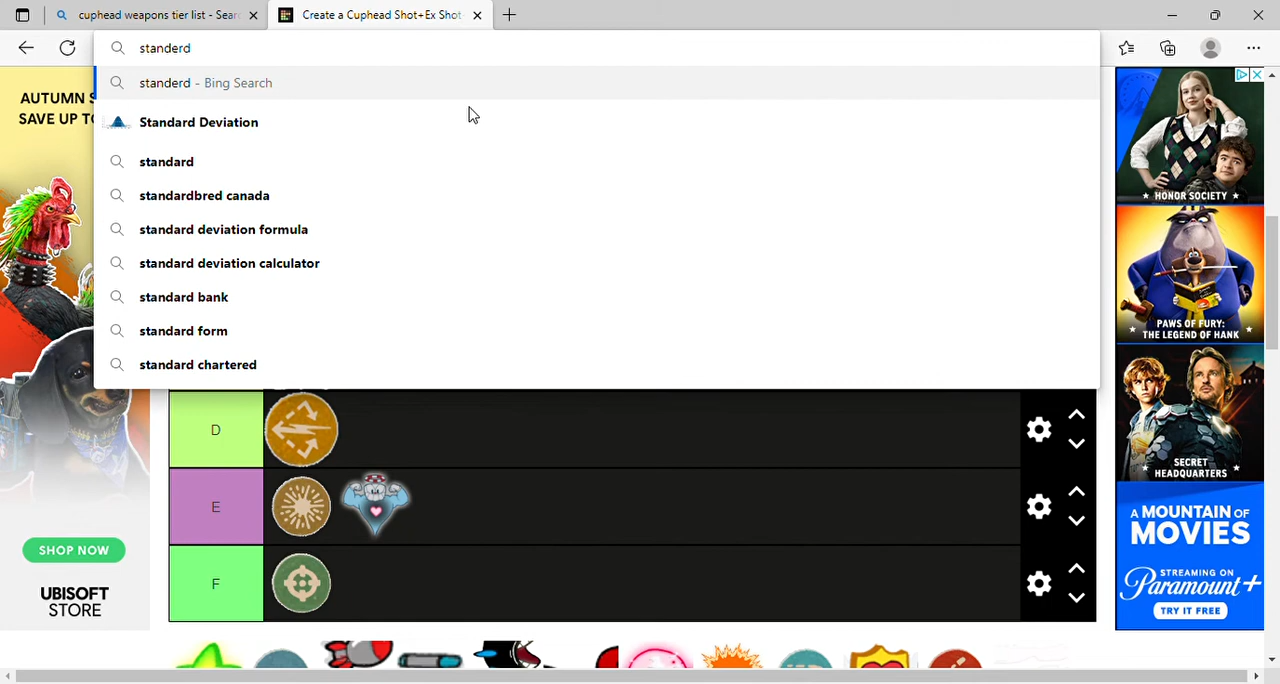 cuphead weapons tier list - Sear
Create a Cuphead Shot+Ex Shot
standerd
standerd - Bing Search
Standard Deviation
standard
standardbred canada
standard deviation formula
standard deviation calculator
standard bank
standard form
standard chartered
AUTUMN S
SAVE UP TO
SHOP NOW
UBISOFT
STORE
D
E
F
HONOR SOCIETY
PAWS OF FURY:
THE LEGEND OF HANK
SECRET
HEADQUARTERS
A MOUNTAIN OF
MOVIES
STREAMING ON
Paramount+
TRY IT FREE